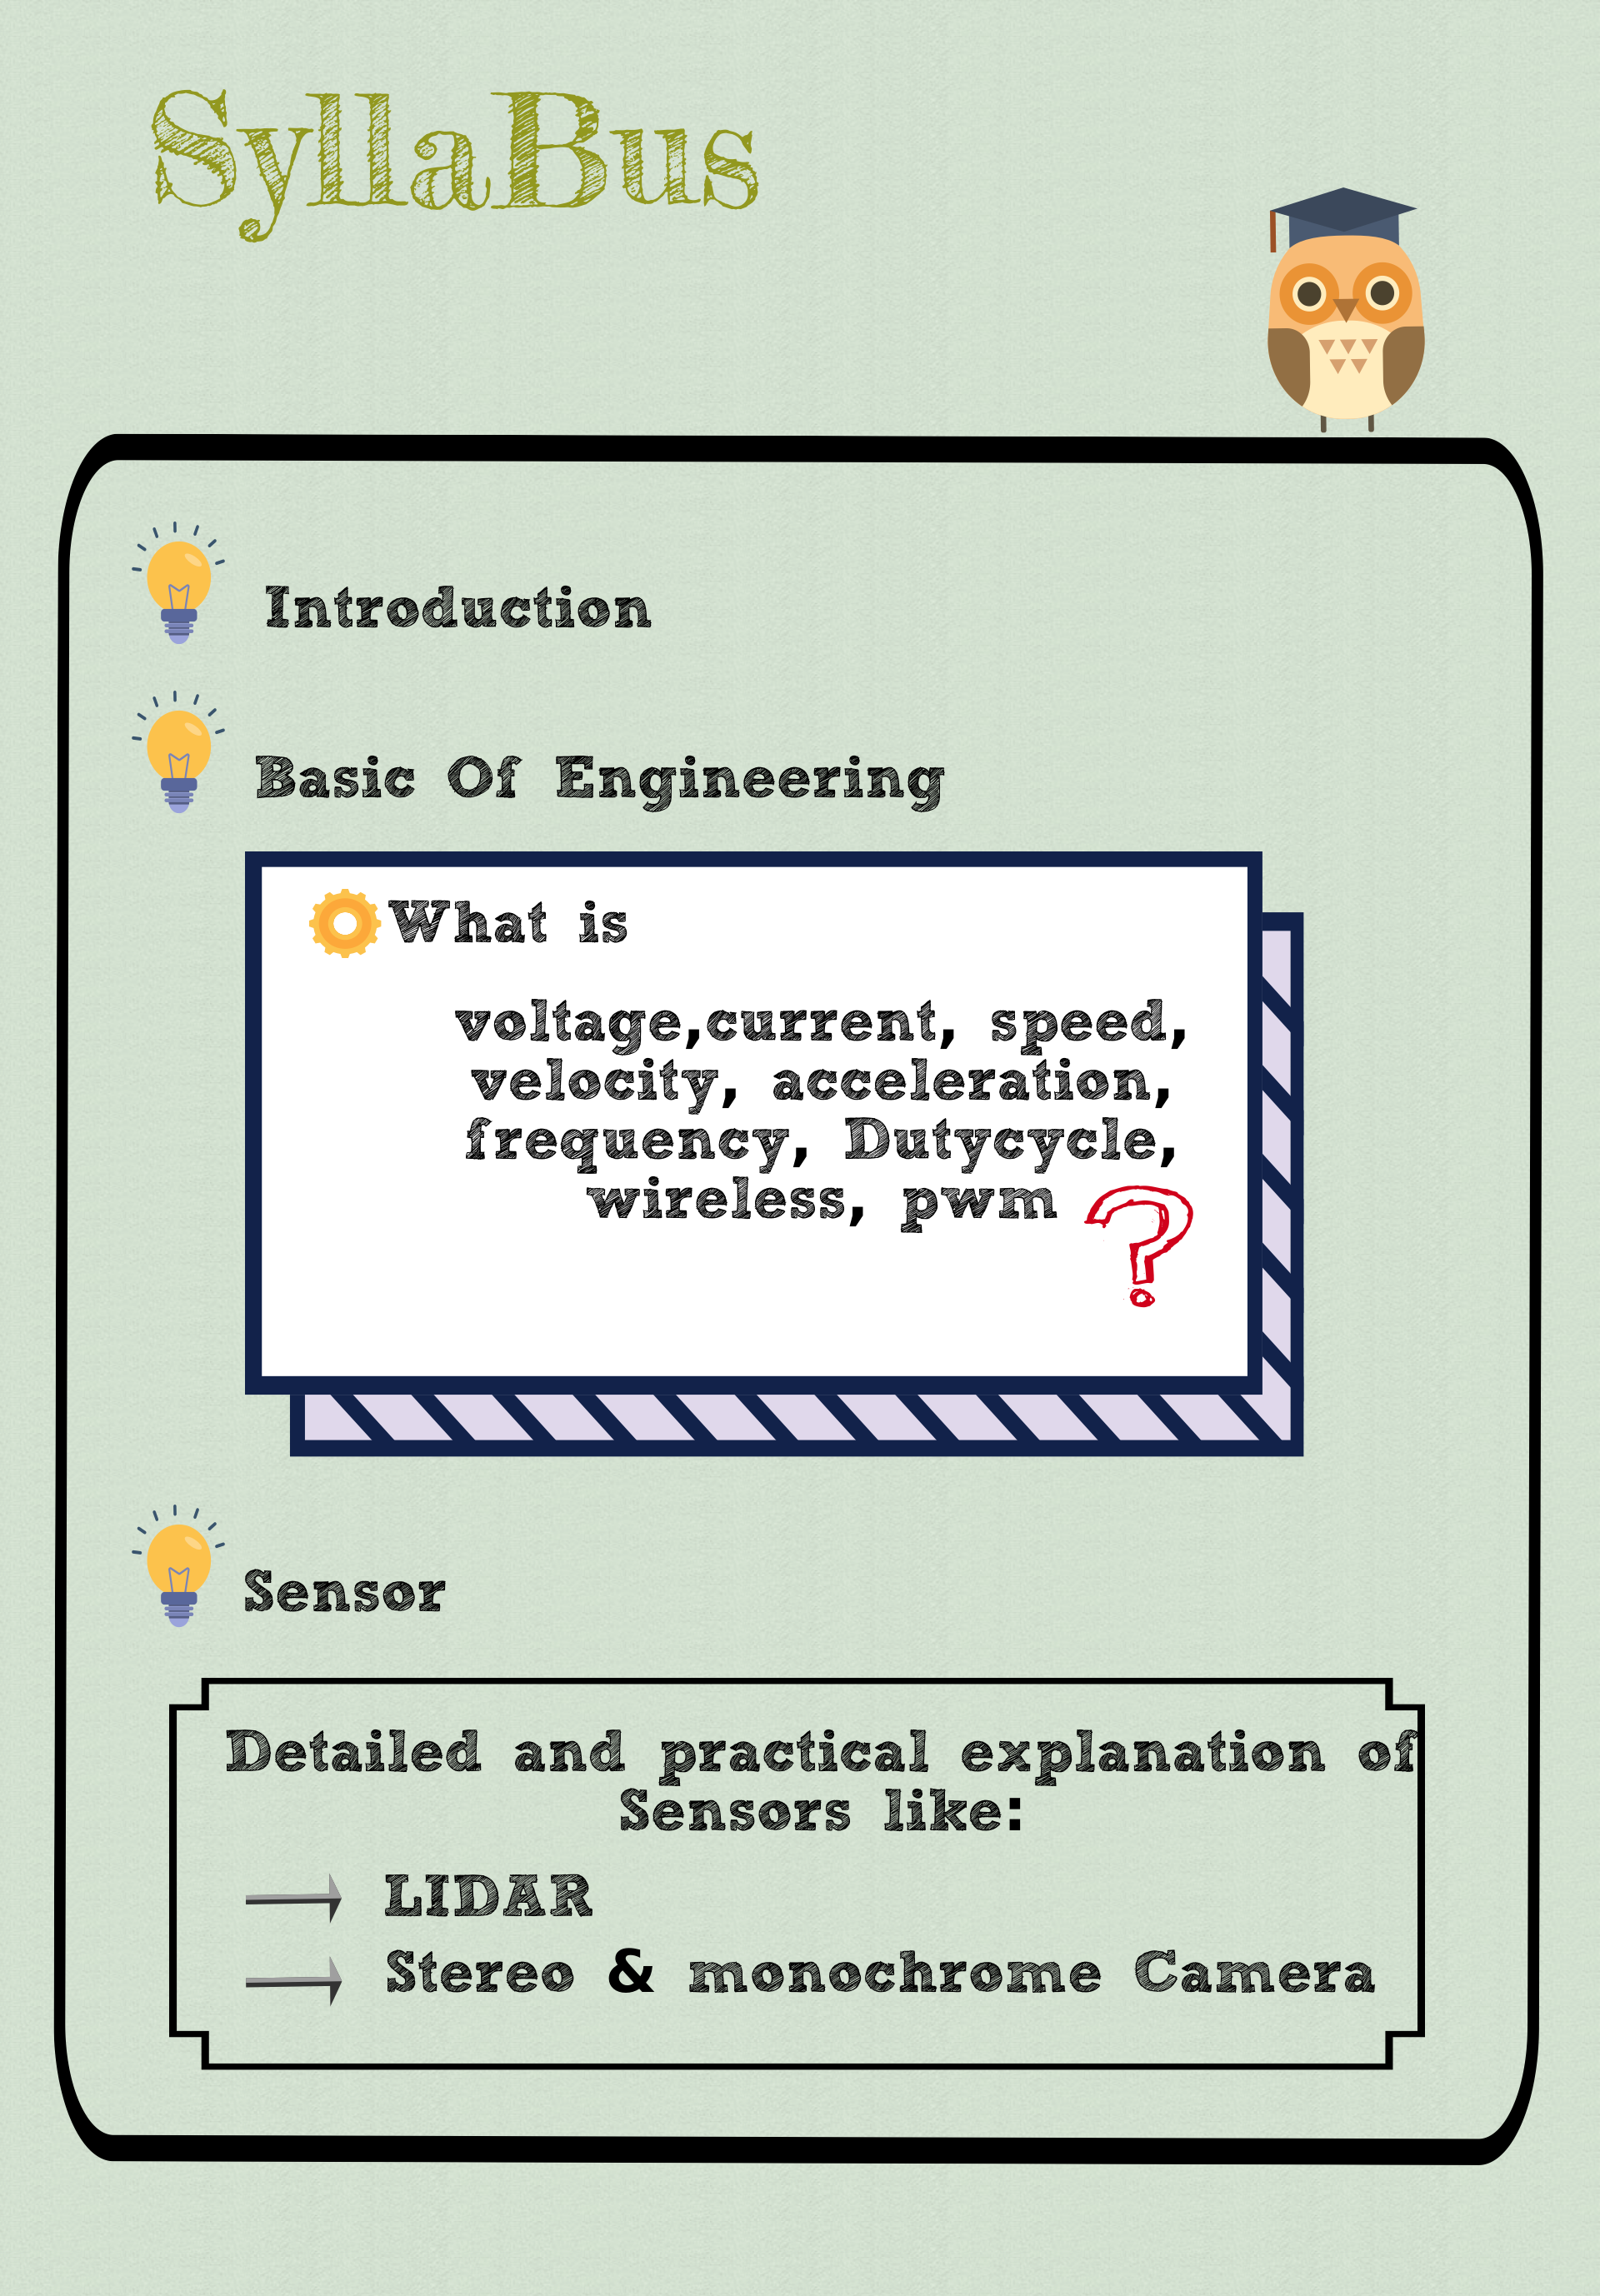 SyllaBus
Introduction
Basic Of Engineering
What is
voltage,current, speed,
velocity, acceleration,
frequency, Dutycycle,
wireless, pwm ?
Sensor
Detailed and practical explanation of
Sensors like:
LIDAR
Stereo & monochrome Camera